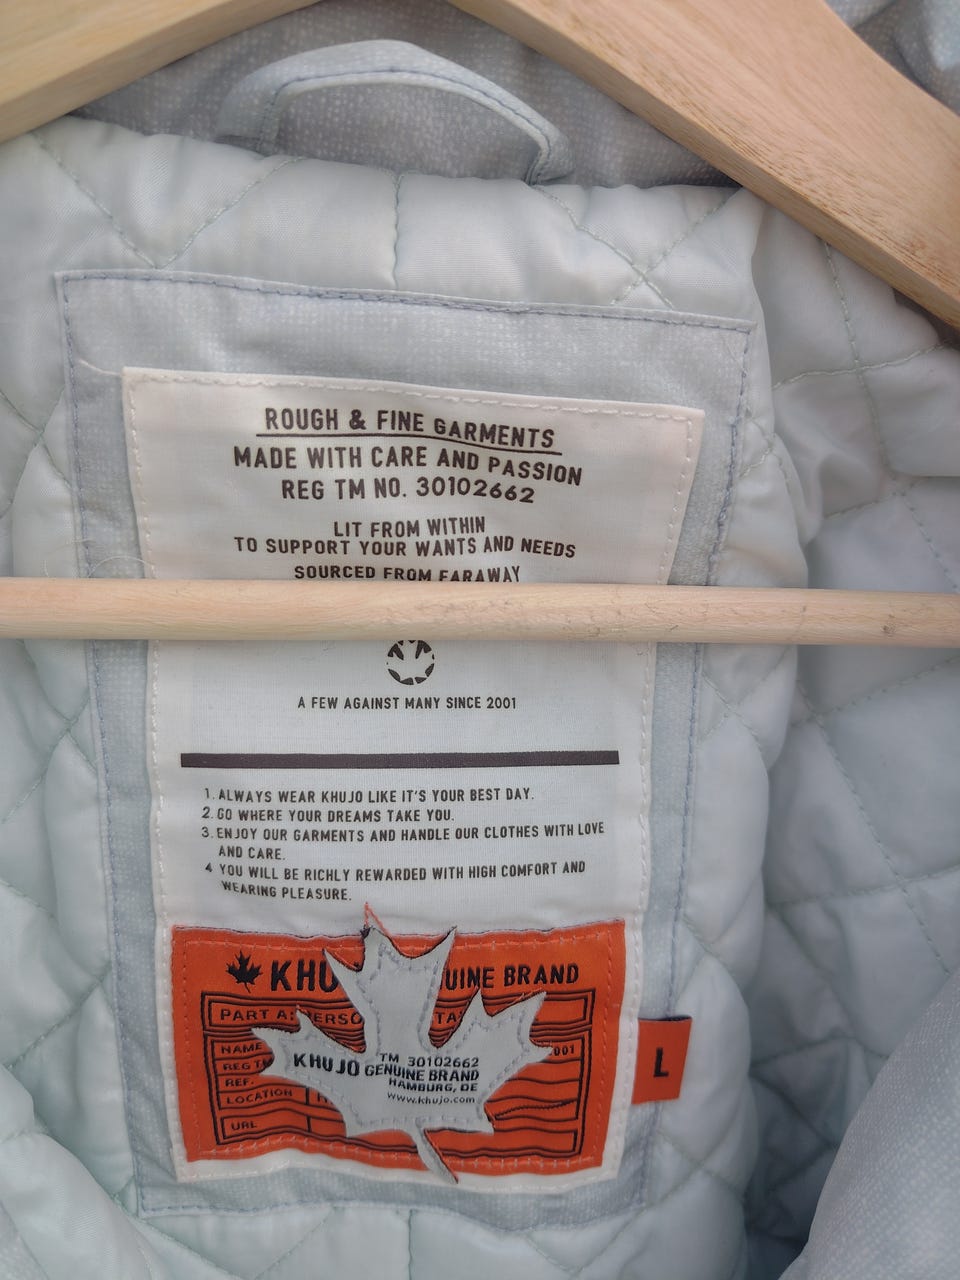 ROUGH & FINE GARMENTS
MADE WITH CARE AND PASSION
REG TM NO. 30102662
LIT FROM WITHIN
TO SUPPORT YOUR WANTS AND NEEDS
SOURCED FROM FARAWAY
A FEW AGAINST MANY SINCE 2001
1. ALWAYS WEAR KHUJO LIKE IT'S YOUR BEST DAY.
2. GO WHERE YOUR DREAMS TAKE YOU.
3. ENJOY OUR GARMENTS AND HANDLE OUR CLOTHES WITH LOVE
AND CARE.
4 YOU WILL BE RICHLY REWARDED WITH HIGH COMFORT AND
WEARING PLEASURE.
BRAND
PART A:
NAME
REF.
LOCATION
URL
KHUJO TM 30102662
GENUINE BRAND
HAMBURG, DE
www.khujo.com
L